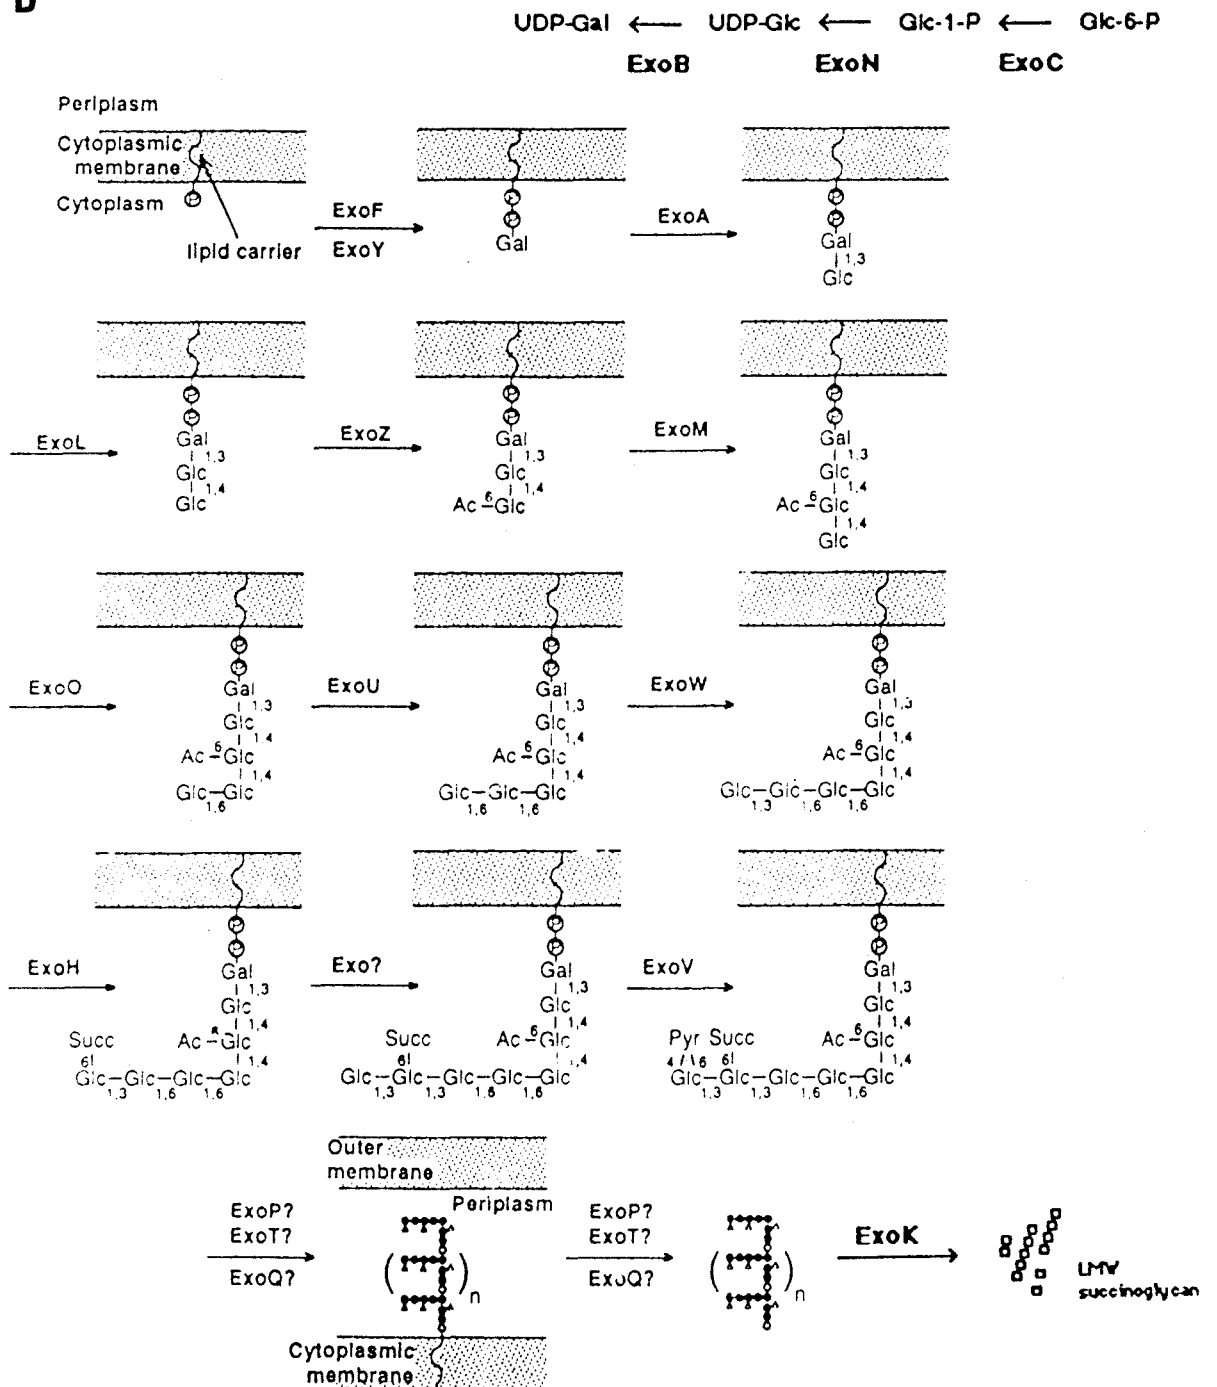 UDP-Gal ← UDP-Glc ← Glc-1-P ← Glc-6-P
ExoB ExoN ExoC
Periplasm
Cytoplasmic
membrane
Cytoplasm
lipid carrier
P
ExoF
ExoY
P
P
Gal
ExoA
P
P
Gal
1,3
Glc
ExoL
P
P
Gal
1,3
Glc
1,4
Glc
ExoZ
P
P
Gal
1,3
Glc
1,4
Ac-6Glc
ExoM
P
P
Gal
1,3
Glc
1,4
Ac-6Glc
1,4
Glc
ExoO
P
P
Gal
1,3
Glc
1,4
Ac-6Glc
1,4
Glc-Glc
1,6
ExoU
P
P
Gal
1,3
Glc
1,4
Ac-6Glc
1,4
Glc-Glc-Glc
1,6 1,6
ExoW
P
P
Gal
1,3
Glc
1,4
Ac-6Glc
1,4
Glc-Glc-Glc-Glc
1,3 1,6 1,6
ExoH
P
P
Gal
1,3
Glc
1,4
Succ Ac-6Glc
6 1,4
Glc-Glc-Glc-Glc
1,3 1,6 1,6
Exo?
P
P
Gal
1,3
Glc
1,4
Succ Ac-6Glc
6 1,4
Glc-Glc-Glc-Glc-Glc
1,3 1,3 1,6 1,6
ExoV
P
P
Gal
1,3
Glc
1,4
Pyr Succ Ac-6Glc
4 6 6 1,4
Glc-Glc-Glc-Glc-Glc
1,3 1,3 1,6 1,6
ExoP?
ExoT?
ExoQ?
Outer
membrane
Periplasm
n
Cytoplasmic
membrane
ExoP?
ExoT?
ExoQ?
n
ExoK
LMW
succinoglycan